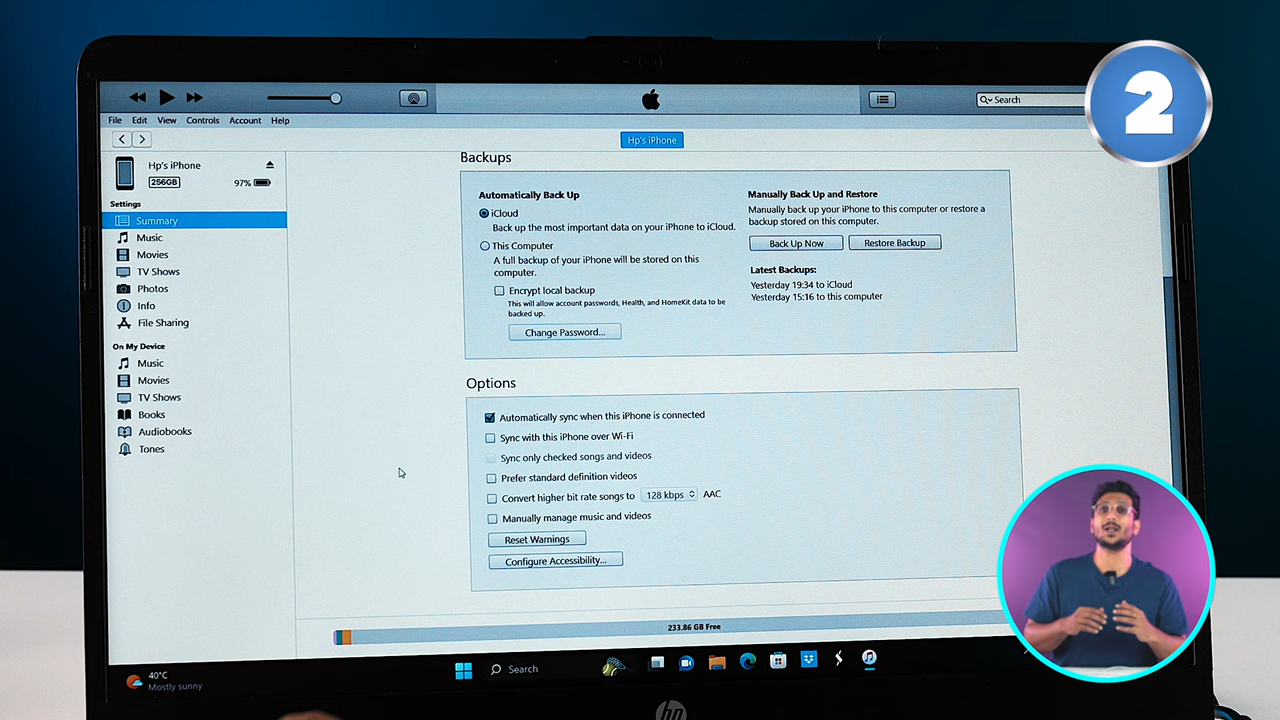 2
Search
File Edit View Controls Account Help
Hp's iPhone
Hp's iPhone
256GB
97%
Settings
Summary
Music
Movies
TV Shows
Photos
Info
File Sharing
On My Device
Music
Movies
TV Shows
Books
Audiobooks
Tones
Backups
Automatically Back Up
iCloud
Back up the most important data on your iPhone to iCloud.
This Computer
A full backup of your iPhone will be stored on this
computer.
Encrypt local backup
This will allow account passwords, Health, and HomeKit data to be
backed up.
Change Password...
Manually Back Up and Restore
Manually back up your iPhone to this computer or restore a
backup stored on this computer.
Back Up Now
Restore Backup
Latest Backups:
Yesterday 19:34 to iCloud
Yesterday 15:16 to this computer
Options
Automatically sync when this iPhone is connected
Sync with this iPhone over Wi-Fi
Sync only checked songs and videos
Prefer standard definition videos
Convert higher bit rate songs to 128 kbps AAC
Manually manage music and videos
Reset Warnings
Configure Accessibility...
233.86 GB Free
40°C
Mostly sunny
Search
hp